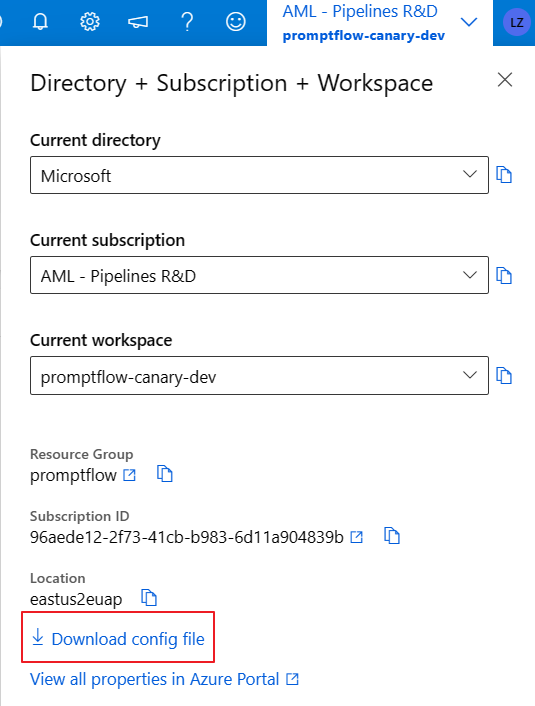 AML - Pipelines R&D
promptflow-canary-dev
LZ
Directory + Subscription + Workspace
Current directory
Microsoft
Current subscription
AML - Pipelines R&D
Current workspace
promptflow-canary-dev
Resource Group
promptflow
Subscription ID
96aede12-2f73-41cb-b983-6d11a904839b
Location
eastus2euap
Download config file
View all properties in Azure Portal